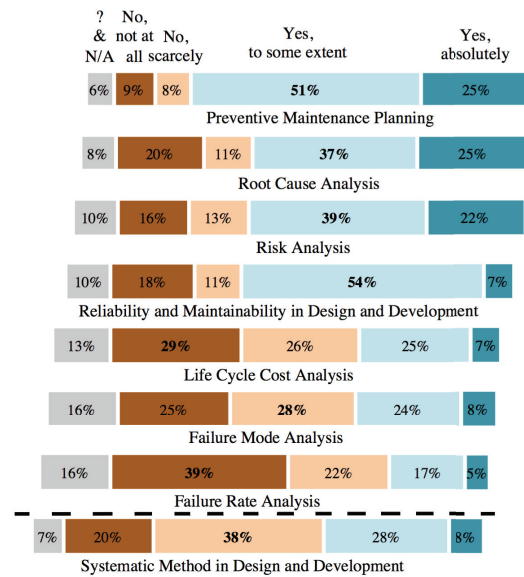 ?
&
N/A
No,
not at
all
No,
scarcely
Yes,
to some extent
Yes,
absolutely
6% 9% 8% 51% 25%
Preventive Maintenance Planning
8% 20% 11% 37% 25%
Root Cause Analysis
10% 16% 13% 39% 22%
Risk Analysis
10% 18% 11% 54% 7%
Reliability and Maintainability in Design and Development
13% 29% 26% 25% 7%
Life Cycle Cost Analysis
16% 25% 28% 24% 8%
Failure Mode Analysis
16% 39% 22% 17% 5%
Failure Rate Analysis
7% 20% 38% 28% 8%
Systematic Method in Design and Development